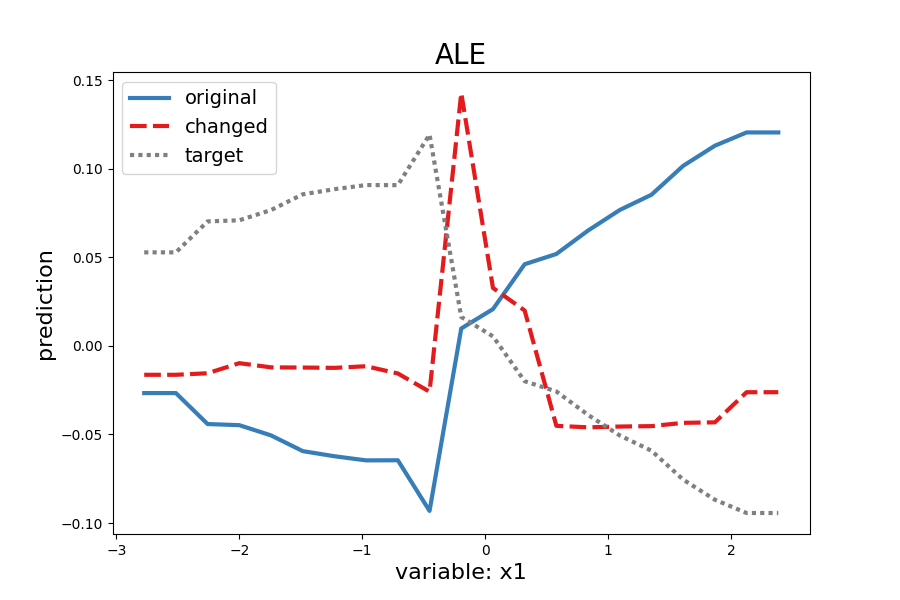 ALE
original
changed
target
0.15
0.10
0.05
0.00
−0.05
−0.10
prediction
−3
−2
−1
0
1
2
variable: x1